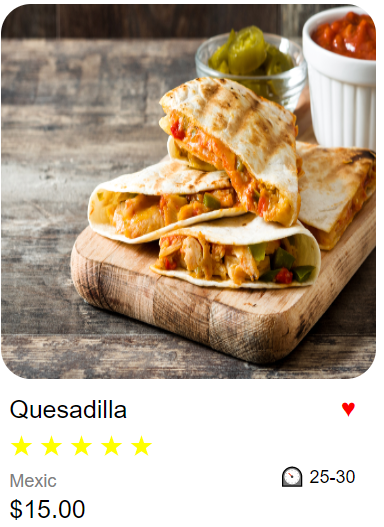 Quesadilla ♥
★ ★ ★ ★ ★
Mexic
25-30
$15.00